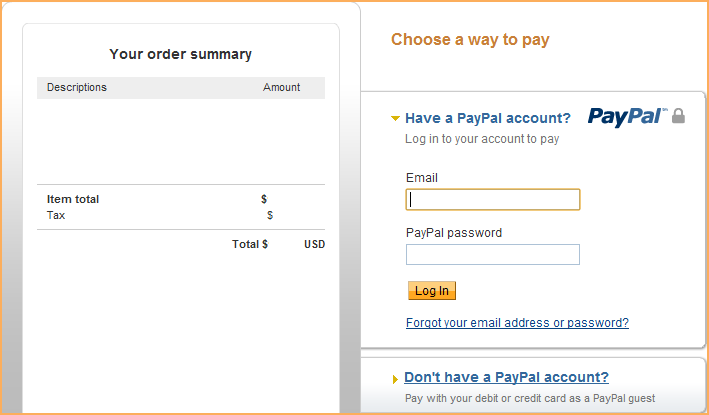 Your order summary
Descriptions Amount
Item total $
Tax $
Total $ USD
Choose a way to pay
Have a PayPal account?
PayPal
Log in to your account to pay
Email
PayPal password
Log In
Forgot your email address or password?
Don't have a PayPal account?
Pay with your debit or credit card as a PayPal guest